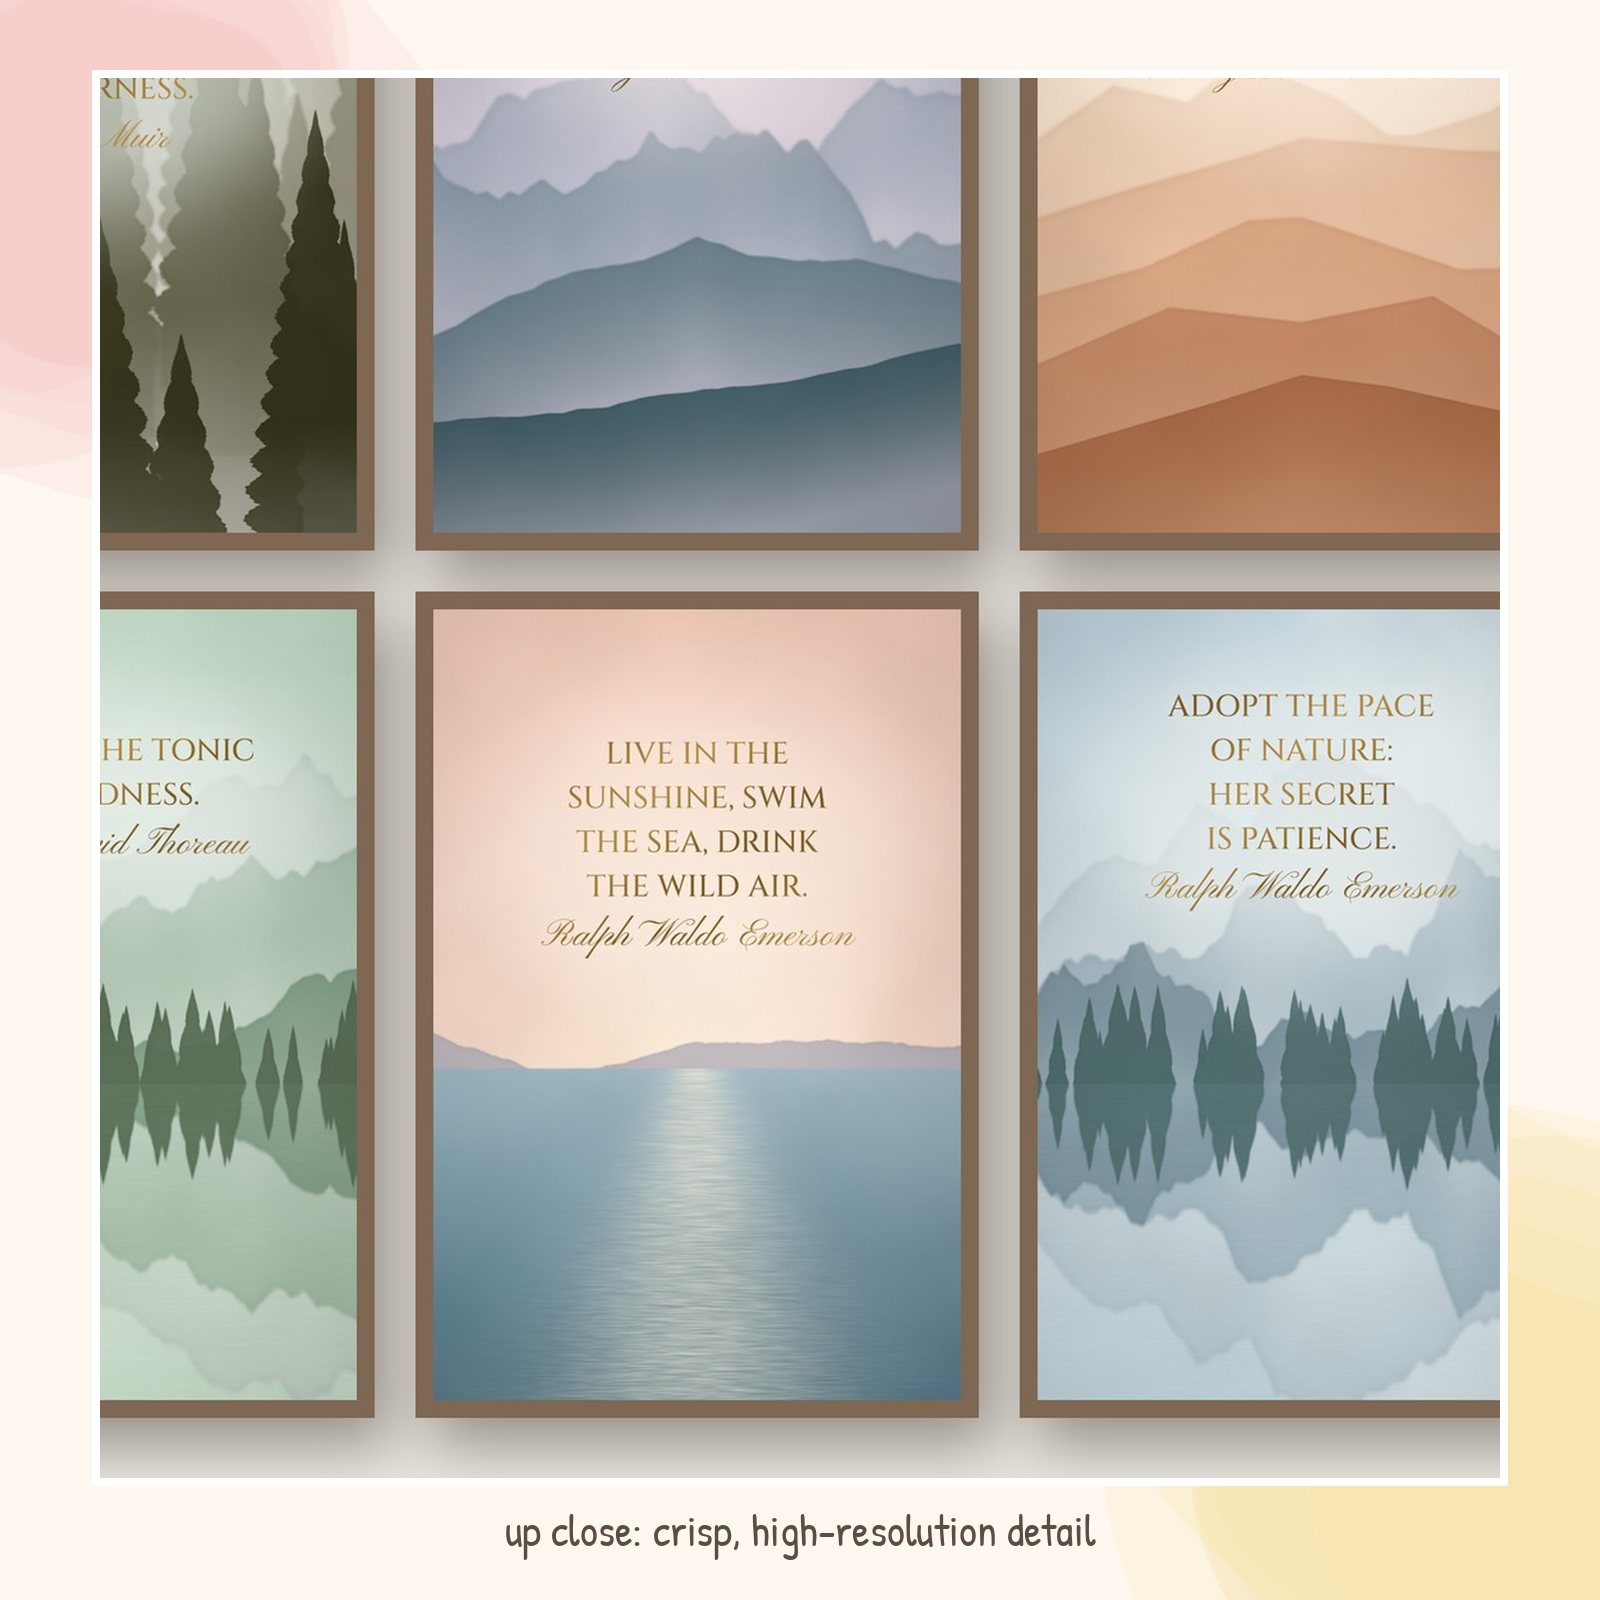 RNESS.
Muir
HE TONIC
DNESS.
id Thoreau
LIVE IN THE
SUNSHINE, SWIM
THE SEA, DRINK
THE WILD AIR.
Ralph Waldo Emerson
ADOPT THE PACE
OF NATURE:
HER SECRET
IS PATIENCE.
Ralph Waldo Emerson
up close: crisp, high-resolution detail